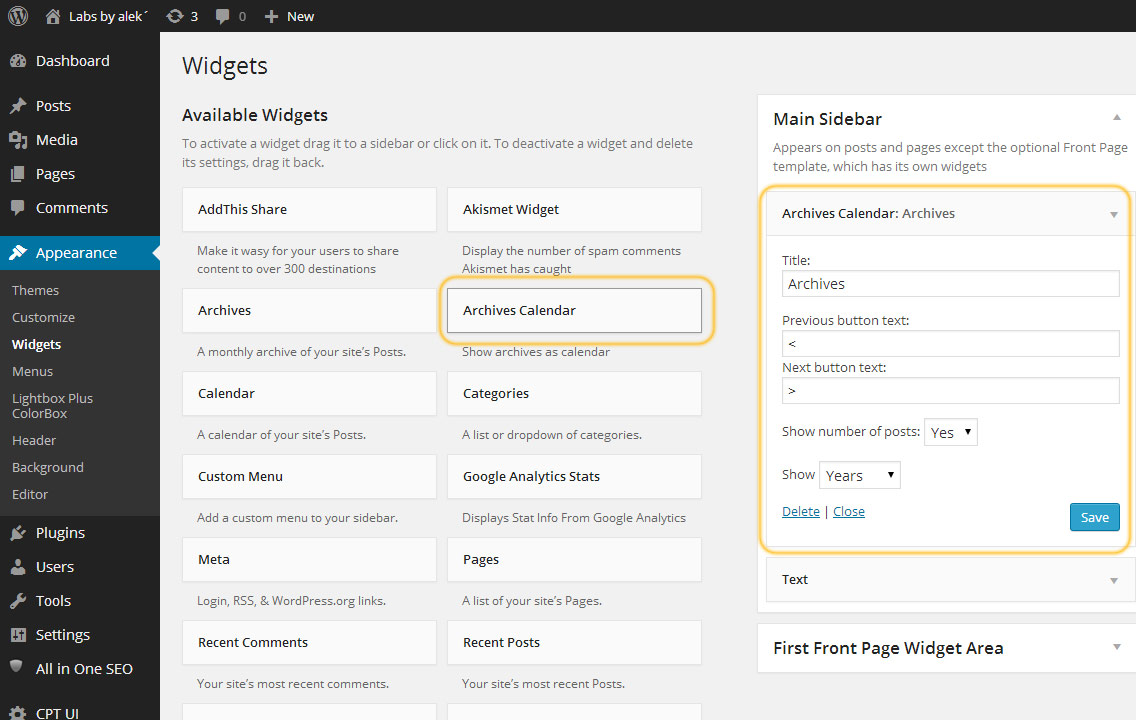 Labs by alek´ 3 0 New
Dashboard
Posts
Media
Pages
Comments
Appearance
Themes
Customize
Widgets
Menus
Lightbox Plus
ColorBox
Header
Background
Editor
Plugins
Users
Tools
Settings
All in One SEO
CPT UI
Widgets
Available Widgets
To activate a widget drag it to a sidebar or click on it. To deactivate a widget and delete
its settings, drag it back.
AddThis Share
Make it wasy for your users to share
content to over 300 destinations
Akismet Widget
Display the number of spam comments
Akismet has caught
Archives
A monthly archive of your site’s Posts.
Archives Calendar
Show archives as calendar
Calendar
A calendar of your site’s Posts.
Categories
A list or dropdown of categories.
Custom Menu
Add a custom menu to your sidebar.
Google Analytics Stats
Displays Stat Info From Google Analytics
Meta
Login, RSS, & WordPress.org links.
Pages
A list of your site’s Pages.
Recent Comments
Your site’s most recent comments.
Recent Posts
Your site’s most recent Posts.
Main Sidebar
Appears on posts and pages except the optional Front Page
template, which has its own widgets
Archives Calendar: Archives
Title:
Archives
Previous button text:
<
Next button text:
>
Show number of posts: Yes
Show Years
Delete | Close
Save
Text
First Front Page Widget Area